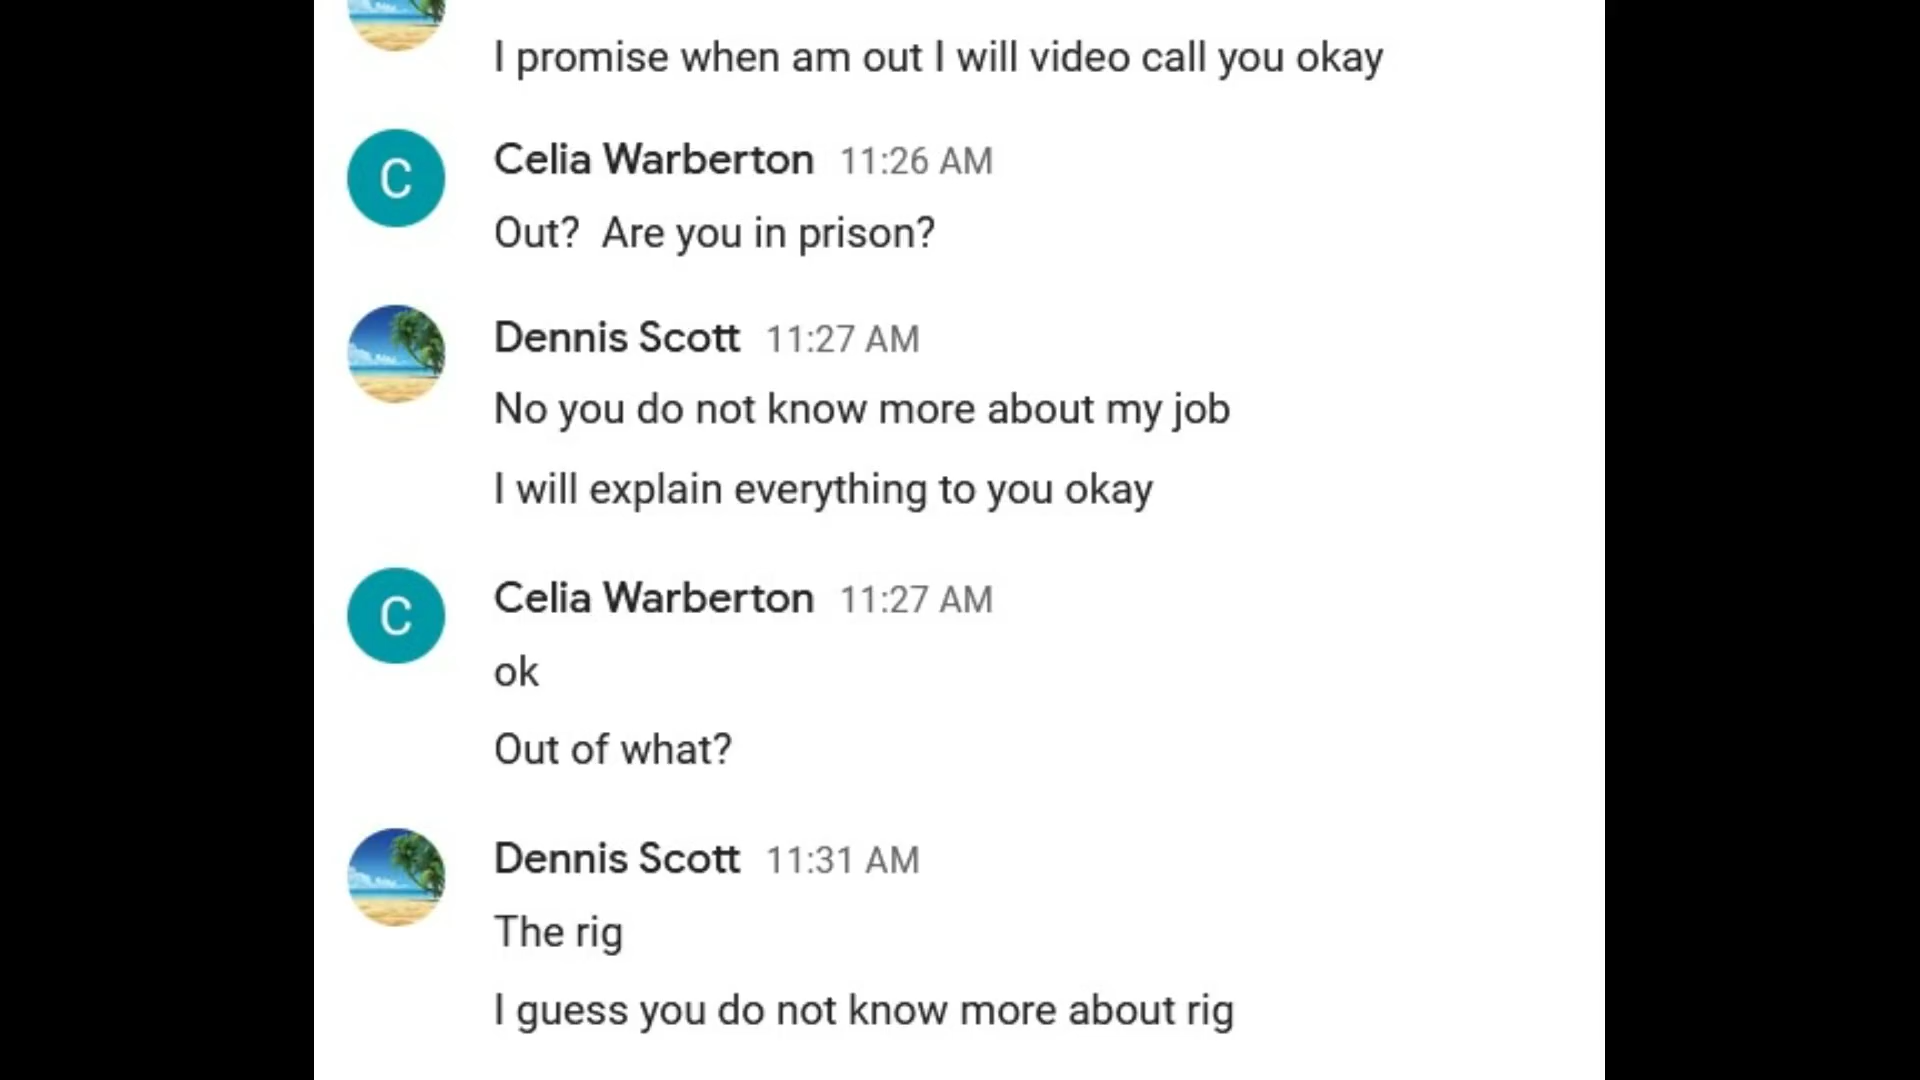 I promise when am out I will video call you okay
C
Celia Warberton 11:26 AM
Out?  Are you in prison?
Dennis Scott 11:27 AM
No you do not know more about my job
I will explain everything to you okay
C
Celia Warberton 11:27 AM
ok
Out of what?
Dennis Scott 11:31 AM
The rig
I guess you do not know more about rig